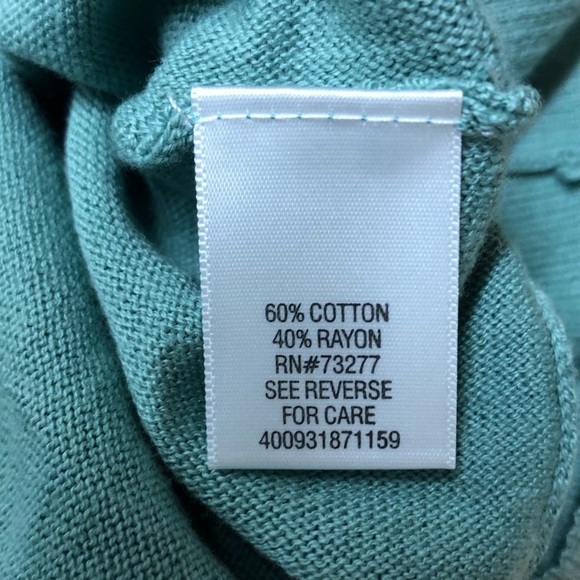 60% COTTON
40% RAYON
RN#73277
SEE REVERSE
FOR CARE
400931871159